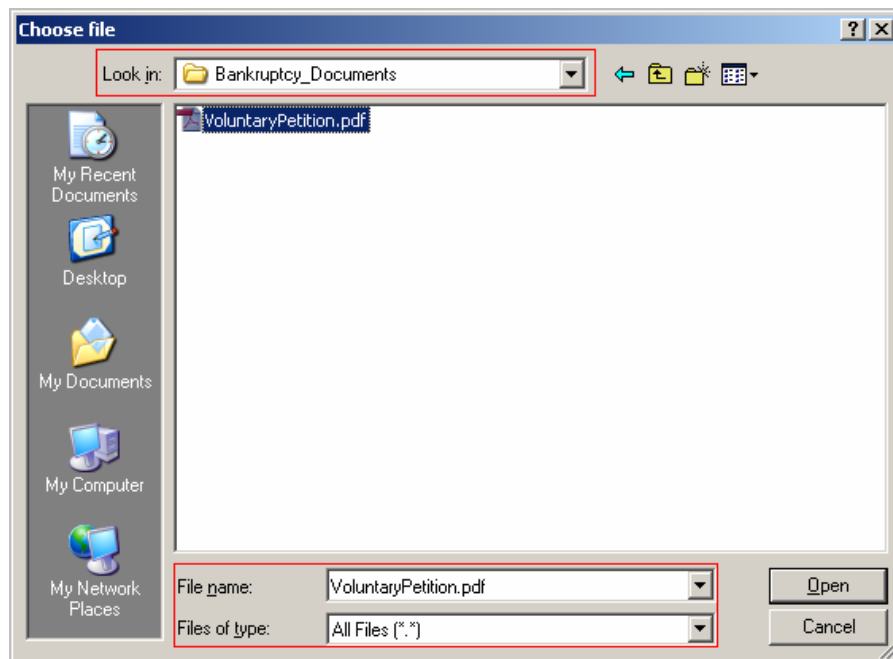 Choose file
Look in: Bankruptcy_Documents
VoluntaryPetition.pdf
My Recent
Documents
Desktop
My Documents
My Computer
My Network
Places
File name: VoluntaryPetition.pdf
Open
Files of type: All Files (*.*)
Cancel